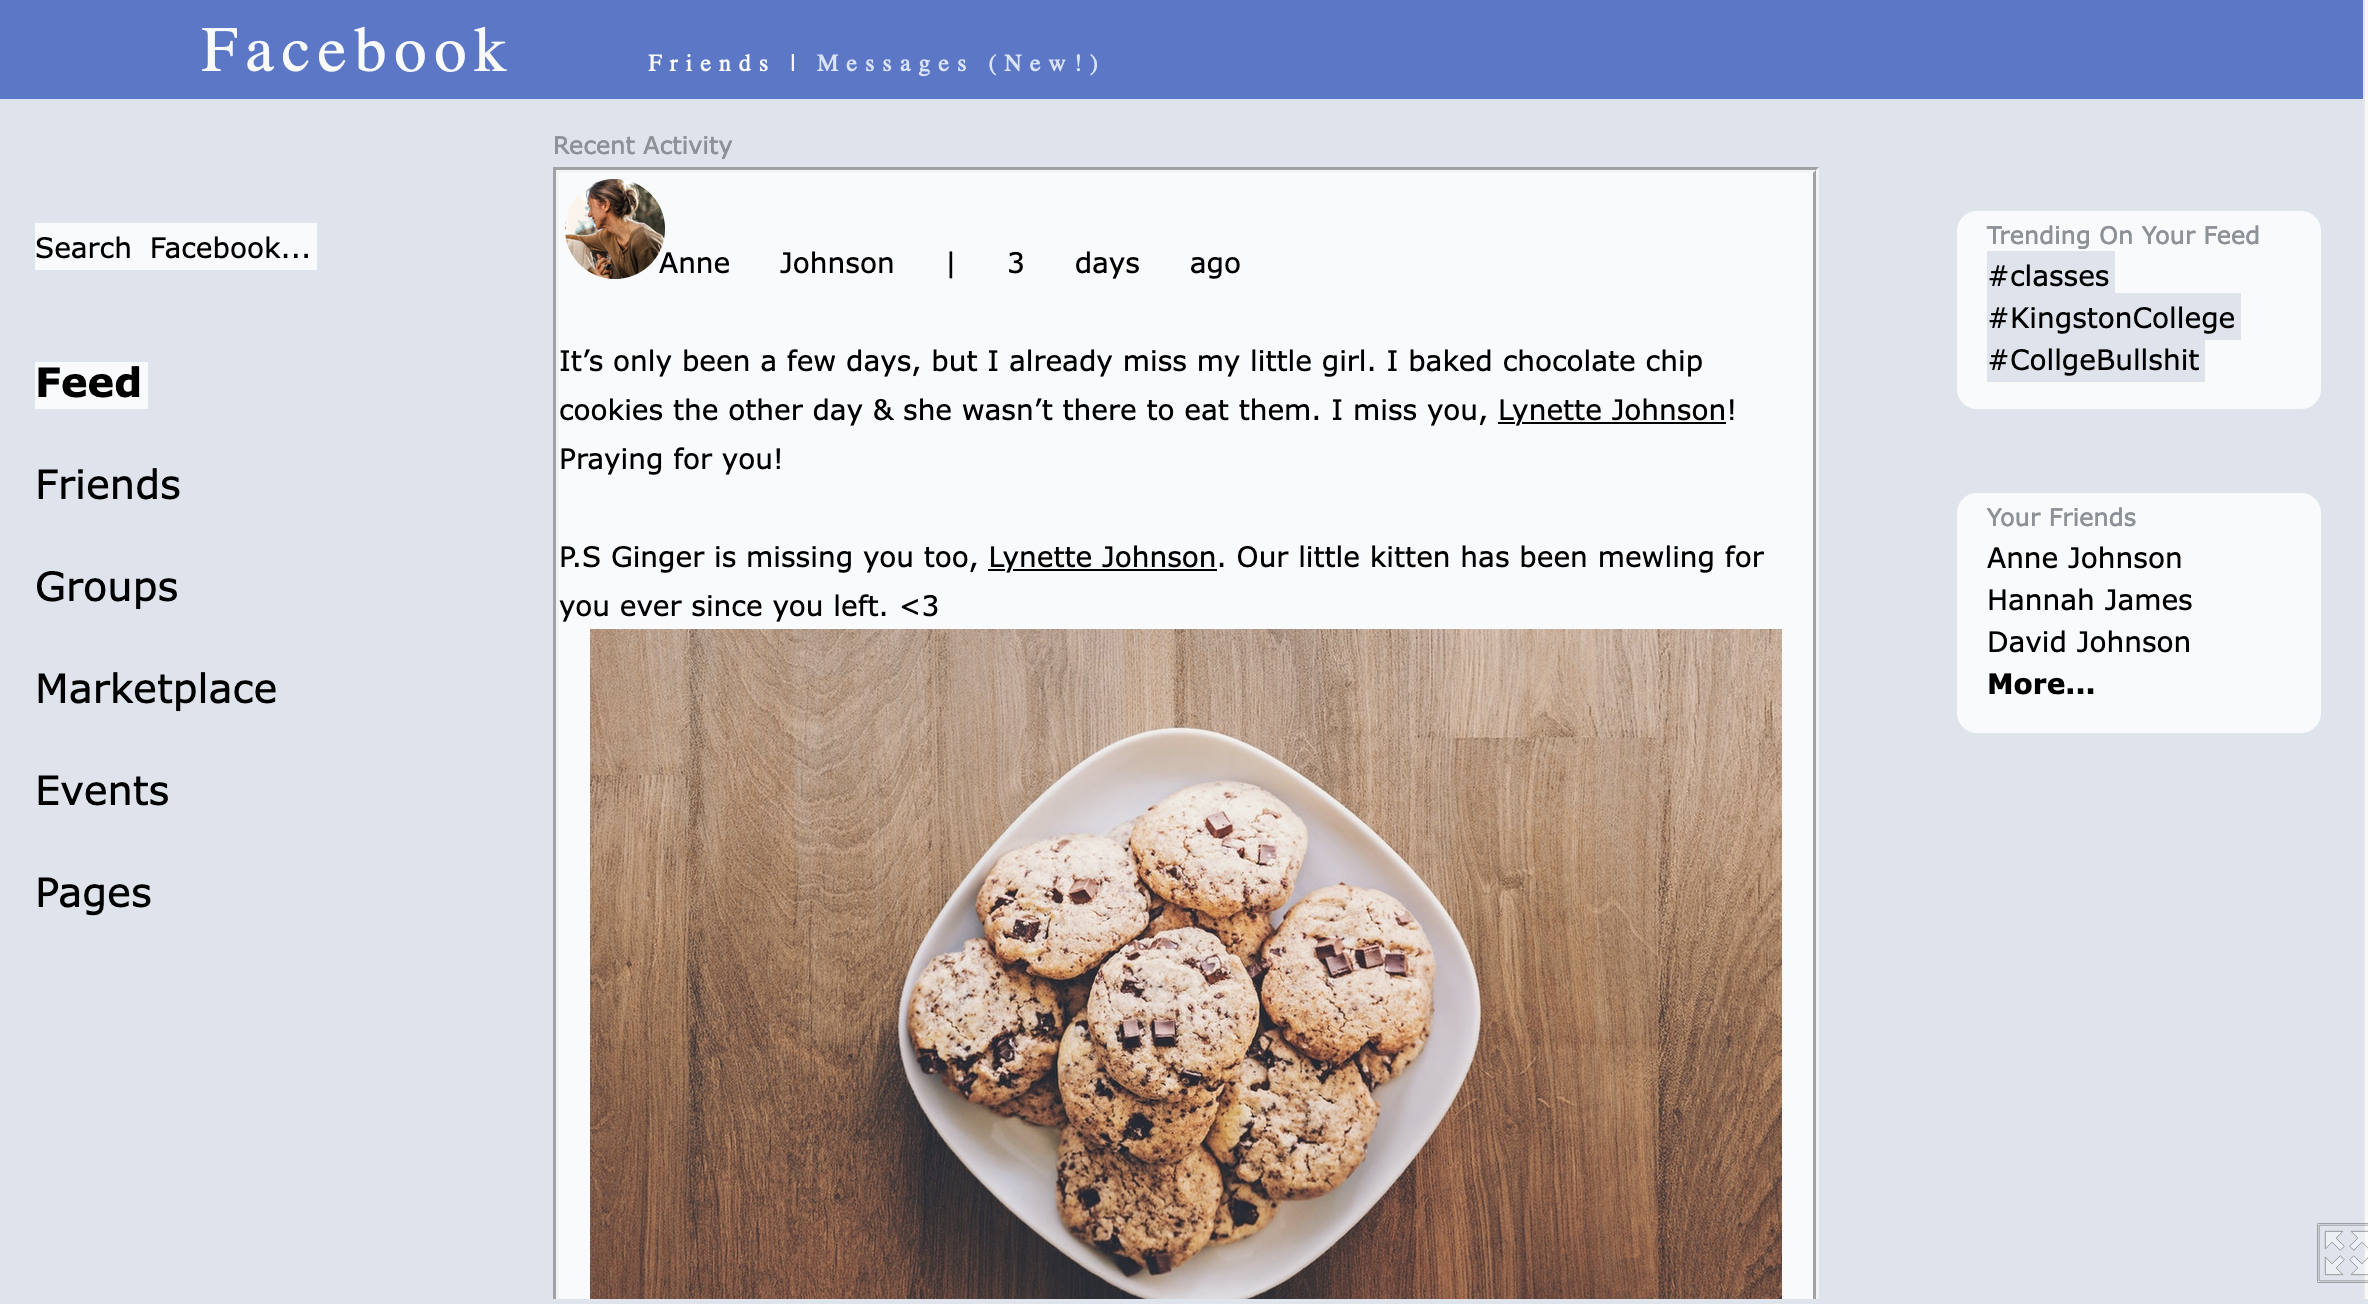 Facebook
Friends | Messages (New!)
Search Facebook...
Feed
Friends
Groups
Marketplace
Events
Pages
Recent Activity
Anne Johnson | 3 days ago
It’s only been a few days, but I already miss my little girl. I baked chocolate chip
cookies the other day & she wasn’t there to eat them. I miss you, Lynette Johnson!
Praying for you!
P.S Ginger is missing you too, Lynette Johnson. Our little kitten has been mewling for
you ever since you left. <3
Trending On Your Feed
#classes
#KingstonCollege
#CollgeBullshit
Your Friends
Anne Johnson
Hannah James
David Johnson
More...